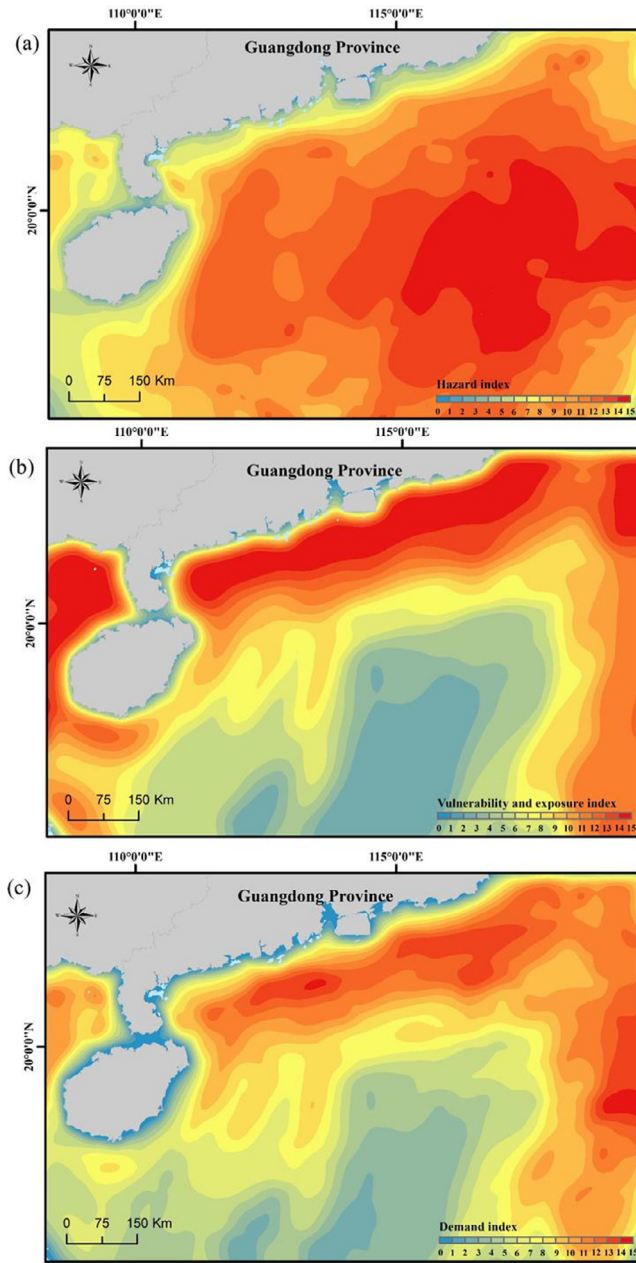 110°0'0"E 115°0'0"E
(a)
Guangdong Province
20°0'0"N
0 75 150 Km
Hazard index
0 1 2 3 4 5 6 7 8 9 10 11 12 13 14 15
110°0'0"E 115°0'0"E
(b)
Guangdong Province
20°0'0"N
0 75 150 Km
Vulnerability and exposure index
0 1 2 3 4 5 6 7 8 9 10 11 12 13 14 15
110°0'0"E 115°0'0"E
(c)
Guangdong Province
20°0'0"N
0 75 150 Km
Demand index
0 1 2 3 4 5 6 7 8 9 10 11 12 13 14 15